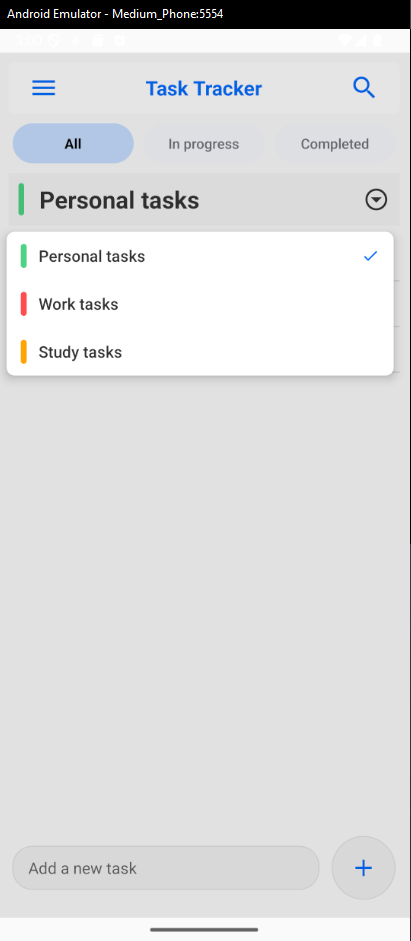 Android Emulator - Medium_Phone:5554
Task Tracker
All
In progress
Completed
Personal tasks
Personal tasks
Work tasks
Study tasks
Add a new task